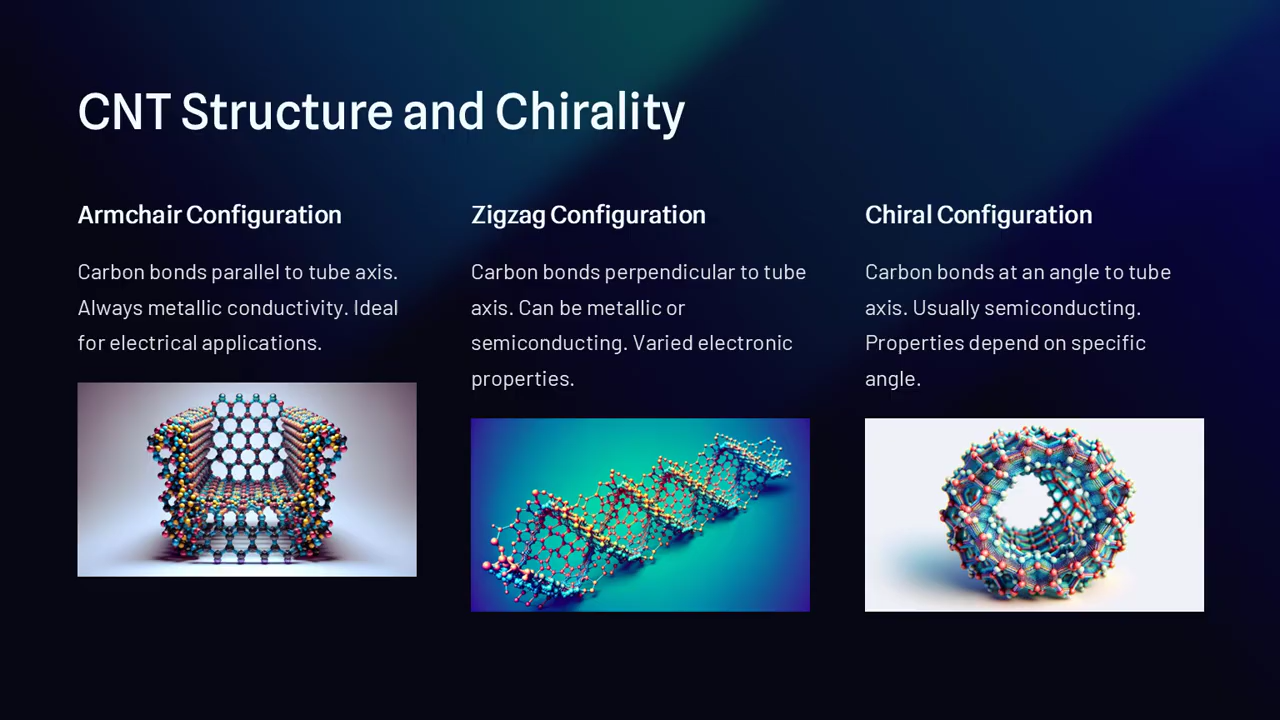 CNT Structure and Chirality
Armchair Configuration
Carbon bonds parallel to tube axis.
Always metallic conductivity. Ideal
for electrical applications.
Zigzag Configuration
Carbon bonds perpendicular to tube
axis. Can be metallic or
semiconducting. Varied electronic
properties.
Chiral Configuration
Carbon bonds at an angle to tube
axis. Usually semiconducting.
Properties depend on specific
angle.